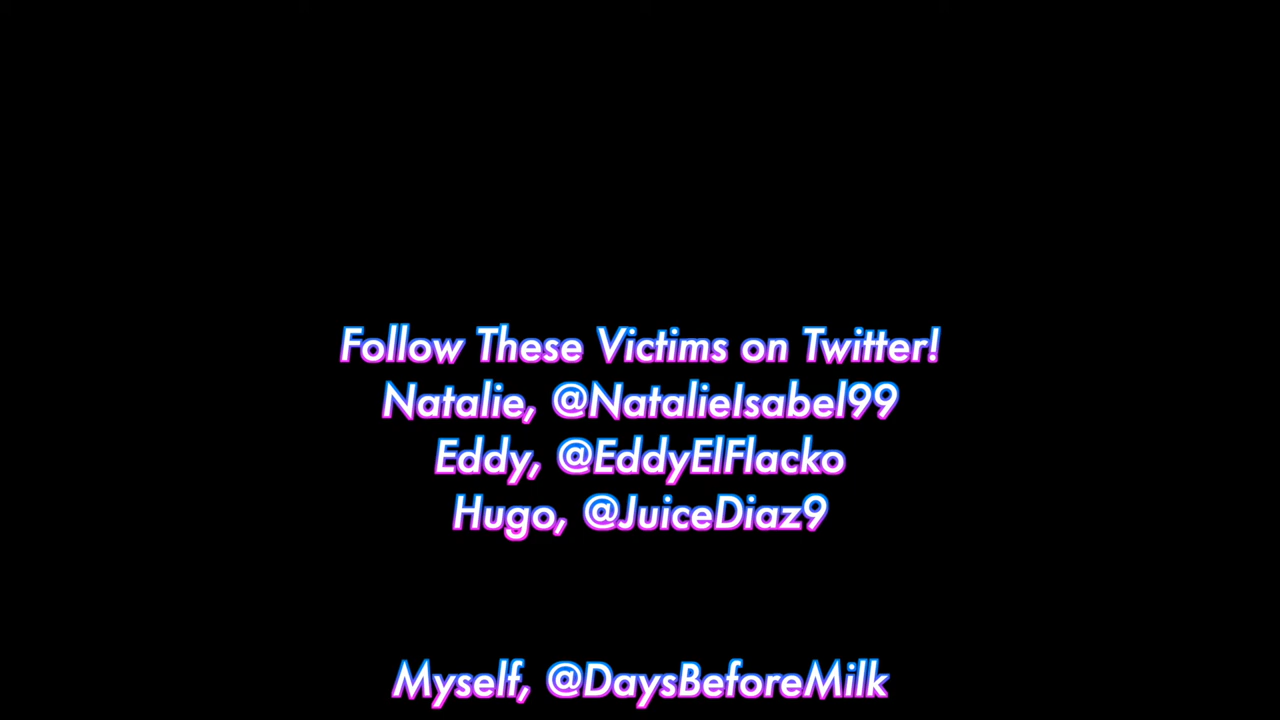 Follow These Victims on Twitter!
Natalie, @NatalieIsabel99
Eddy, @EddyElFlacko
Hugo, @JuiceDiaz9
Myself, @DaysBeforeMilk